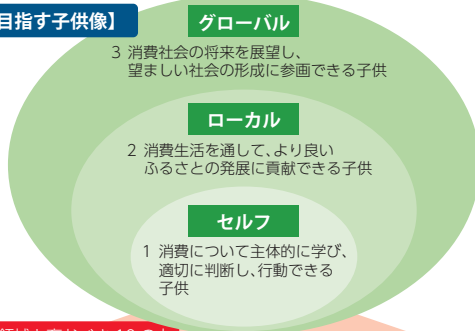 目指す子供像】
グローバル
3 消費社会の将来を展望し、
望ましい社会の形成に参画できる子供
ローカル
2 消費生活を通して、より良い
ふるさとの発展に貢献できる子供
セルフ
1 消費について主体的に学び、
適切に判断し、行動できる
子供